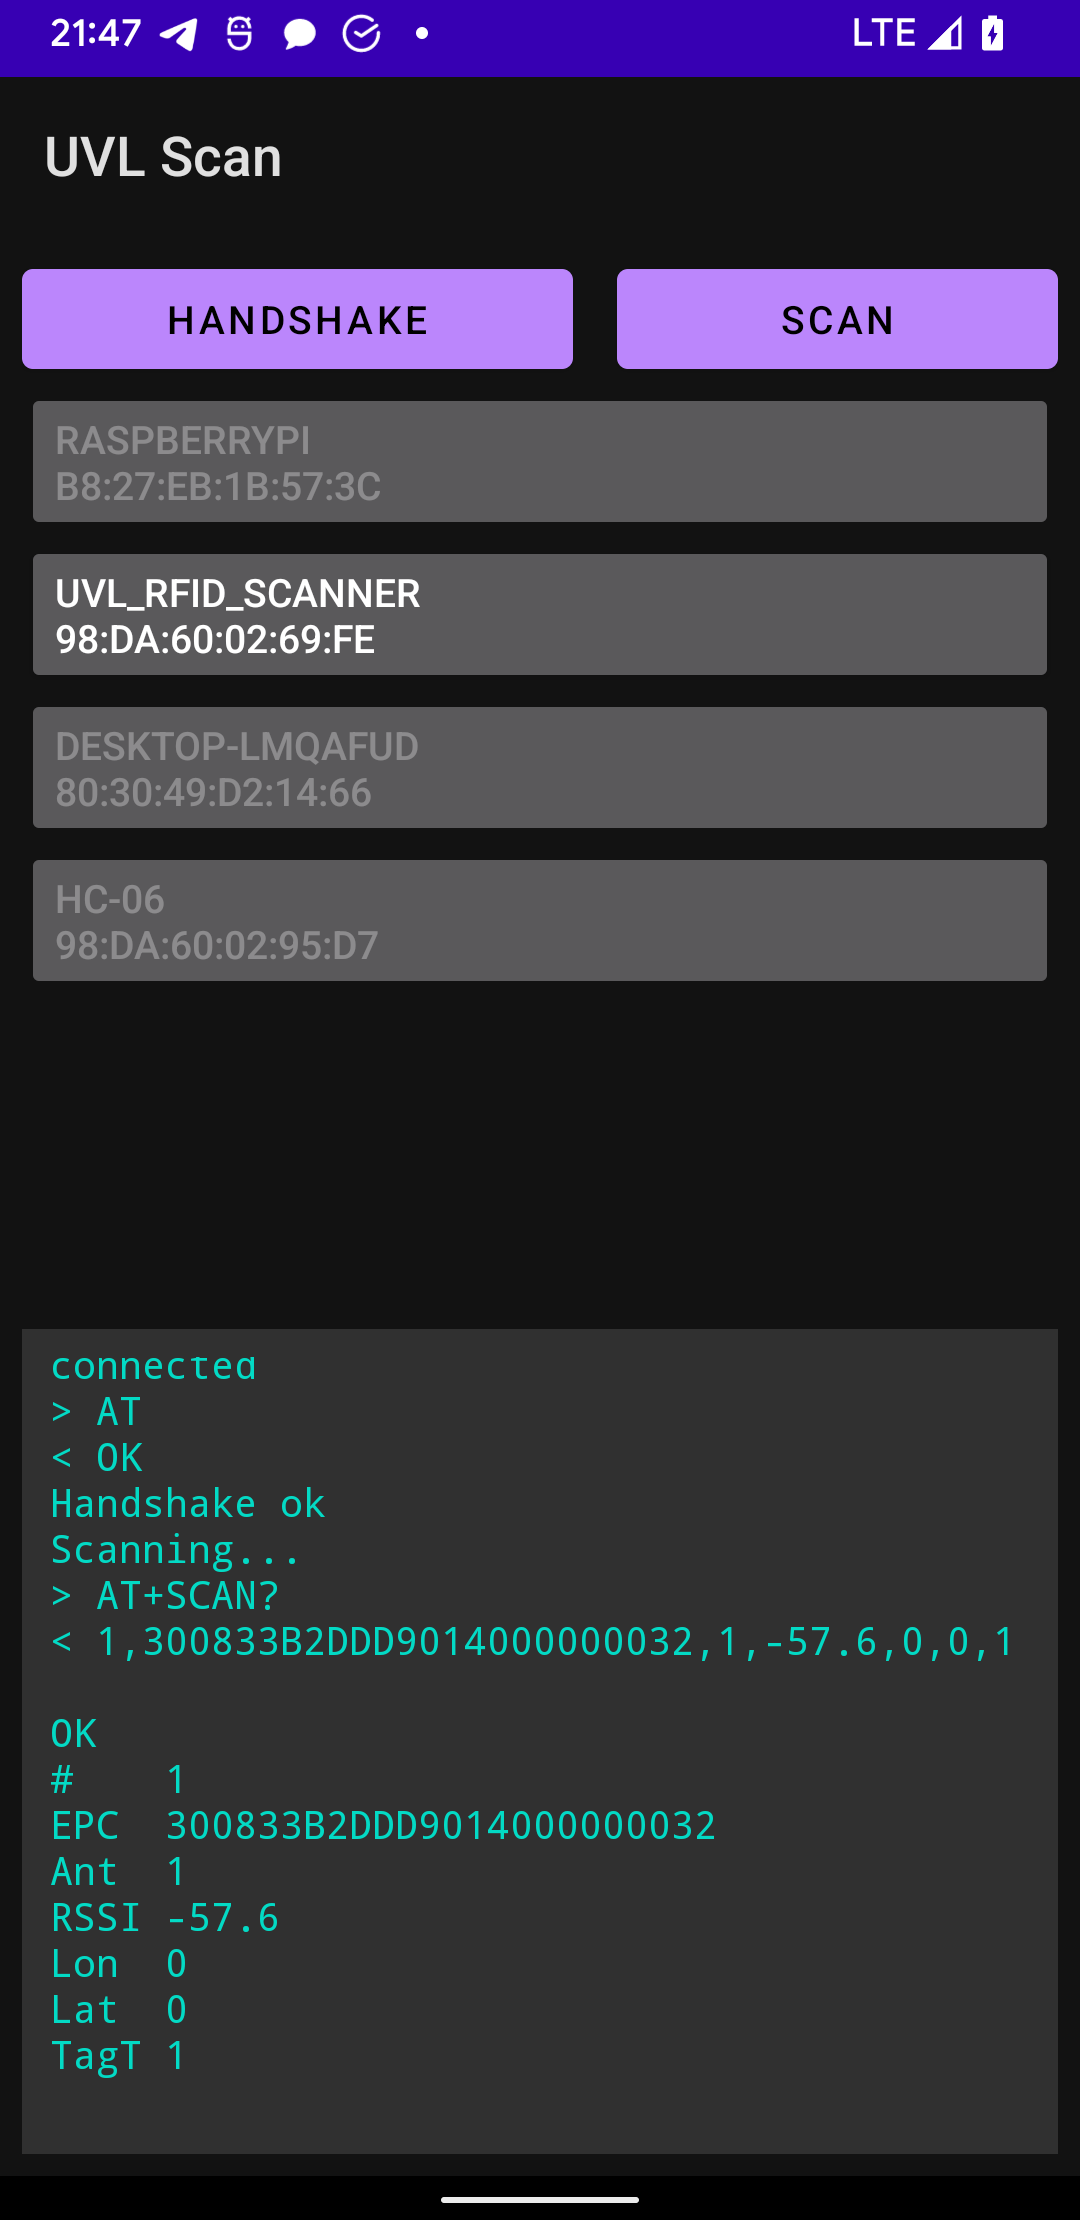 21:47 LTE
UVL Scan
HANDSHAKE SCAN
RASPBERRYPI
B8:27:EB:1B:57:3C
UVL_RFID_SCANNER
98:DA:60:02:69:FE
DESKTOP-LMQAFUD
80:30:49:D2:14:66
HC-06
98:DA:60:02:95:D7
connected
> AT
< OK
Handshake ok
Scanning...
> AT+SCAN?
< 1,300833B2DDD9014000000032,1,-57.6,0,0,1
OK
# 1
EPC 300833B2DDD9014000000032
Ant 1
RSSI -57.6
Lon 0
Lat 0
TagT 1